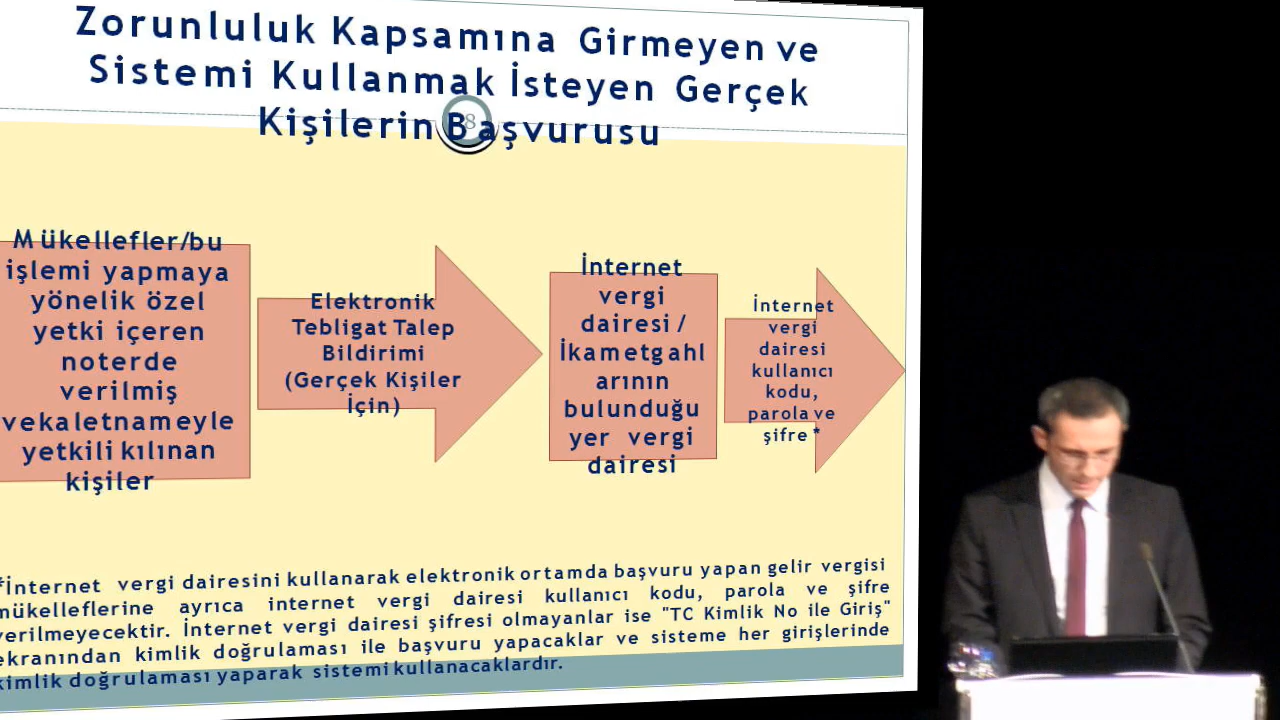 Zorunluluk Kapsamına Girmeyen ve
Sistemi Kullanmak İsteyen Gerçek
Kişilerin Başvurusu
8
Mükellefler/bu
işlemi yapmaya
yönelik özel
yetki içeren
noterde
verilmiş
vekaletnameyle
yetkili kılınan
kişiler
Elektronik
Tebligat Talep
Bildirimi
(Gerçek Kişiler
İçin)
İnternet
vergi
dairesi /
İkametgahl
arının
bulunduğu
yer vergi
dairesi
İnternet
vergi
dairesi
kullanıcı
kodu,
parola ve
şifre *
*İnternet vergi dairesini kullanarak elektronik ortamda başvuru yapan gelir vergisi
mükelleflerine ayrıca internet vergi dairesi kullanıcı kodu, parola ve şifre
verilmeyecektir. İnternet vergi dairesi şifresi olmayanlar ise "TC Kimlik No ile Giriş"
ekranından kimlik doğrulaması ile başvuru yapacaklar ve sisteme her girişlerinde
kimlik doğrulaması yaparak sistemi kullanacaklardır.